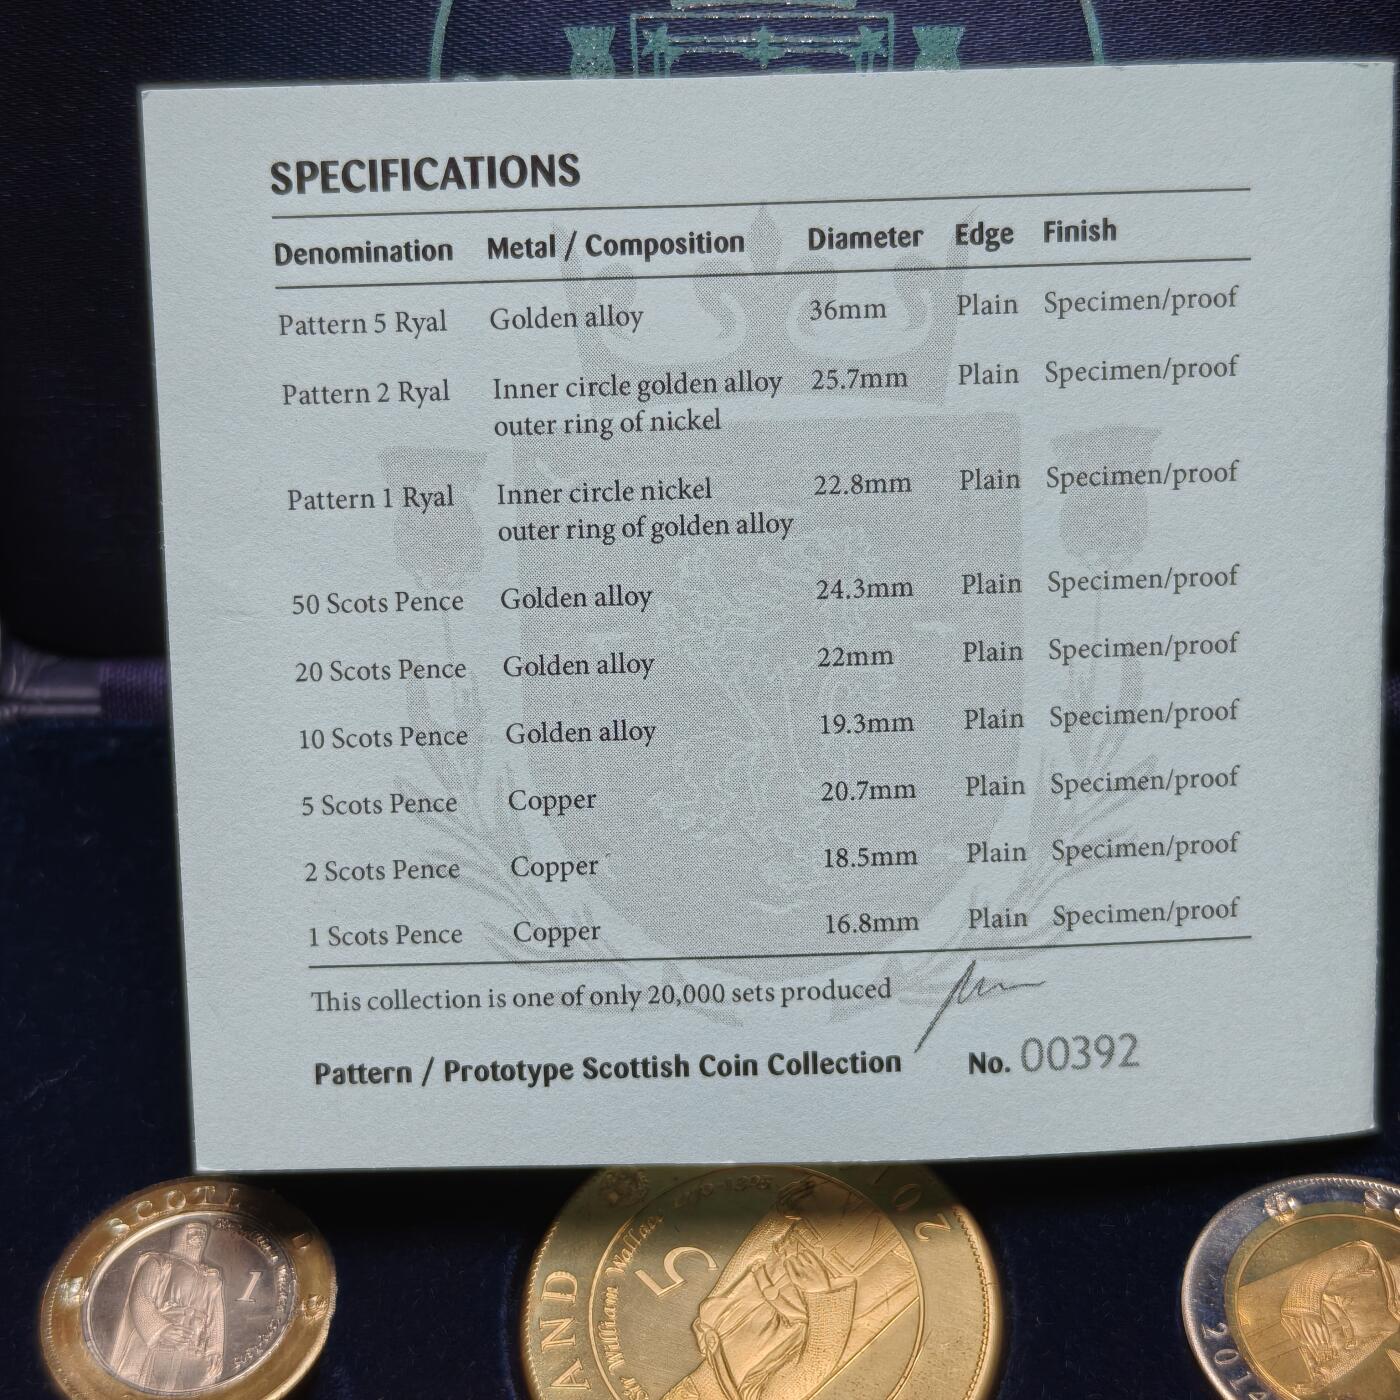 SPECIFICATIONS
Denomination Metal / Composition Diameter Edge Finish
Pattern 5 Ryal Golden alloy 36mm Plain Specimen/proof
Pattern 2 Ryal Inner circle golden alloy 25.7mm Plain Specimen/proof
outer ring of nickel
Pattern 1 Ryal Inner circle nickel 22.8mm Plain Specimen/proof
outer ring of golden alloy
50 Scots Pence Golden alloy 24.3mm Plain Specimen/proof
20 Scots Pence Golden alloy 22mm Plain Specimen/proof
10 Scots Pence Golden alloy 19.3mm Plain Specimen/proof
5 Scots Pence Copper 20.7mm Plain Specimen/proof
2 Scots Pence Copper 18.5mm Plain Specimen/proof
1 Scots Pence Copper 16.8mm Plain Specimen/proof
This collection is one of only 20,000 sets produced
Pattern / Prototype Scottish Coin Collection No. 00392
SCOTL D
1
AND 201
Sir William Wallace
5
201